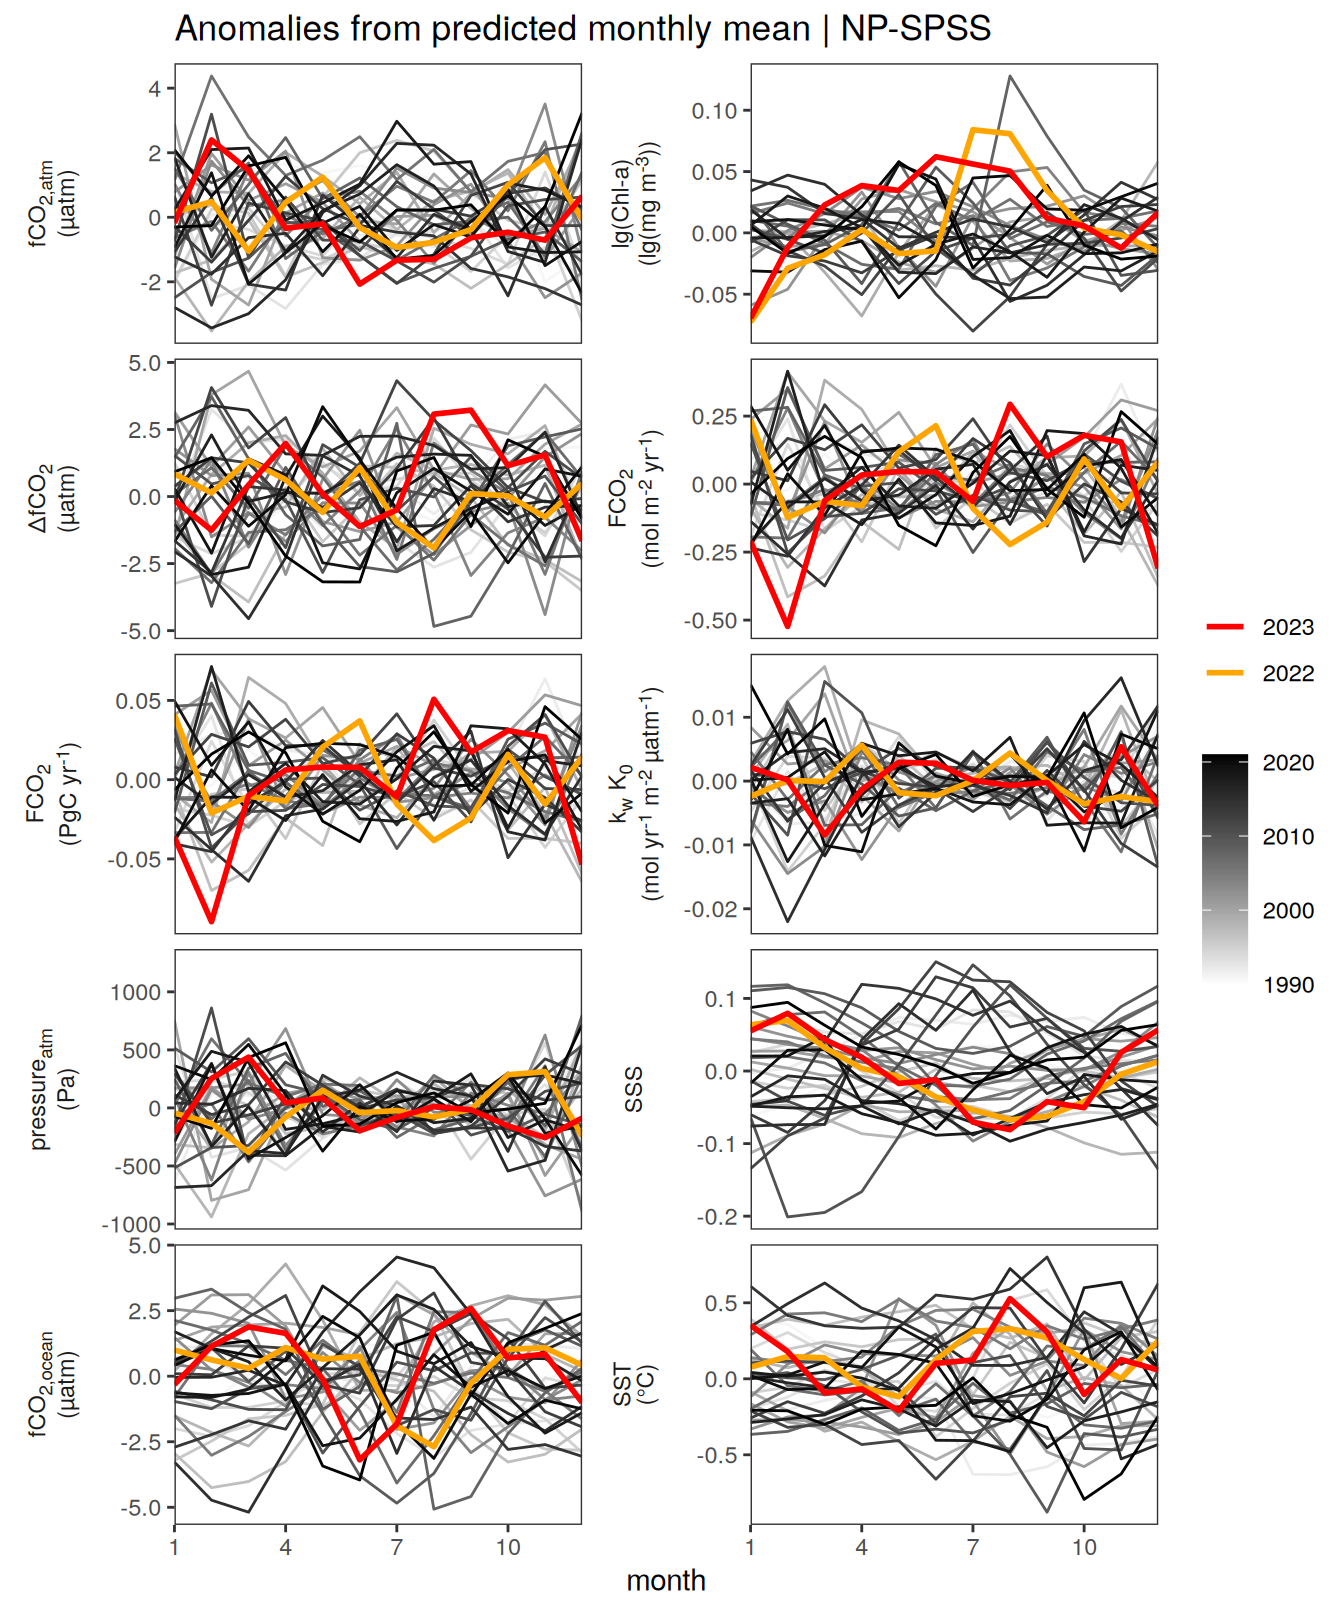 Anomalies from predicted monthly mean | NP-SPSS
fCO2,atm
(µatm)
4
2
0
-2
lg(Chl-a)
(lg(mg m-3))
0.10
0.05
0.00
-0.05
ΔfCO2
(µatm)
5.0
2.5
0.0
-2.5
-5.0
FCO2
(mol m-2 yr-1)
0.25
0.00
-0.25
-0.50
FCO2
(PgC yr-1)
0.05
0.00
-0.05
kw K0
(mol yr-1 m-2 µatm-1)
0.01
0.00
-0.01
-0.02
pressureatm
(Pa)
1000
500
0
-500
-1000
SSS
0.1
0.0
-0.1
-0.2
fCO2,ocean
(µatm)
5.0
2.5
0.0
-2.5
-5.0
SST
(°C)
0.5
0.0
-0.5
1 4 7 10
1 4 7 10
month
2023
2022
2020
2010
2000
1990